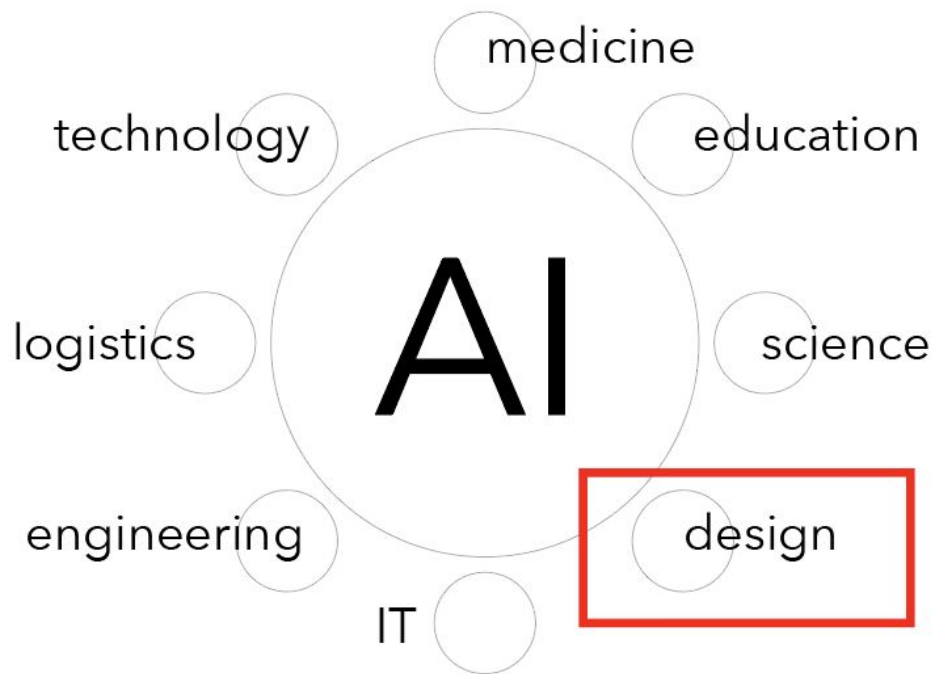 medicine
technology
education
AI
logistics
science
engineering
design
IT